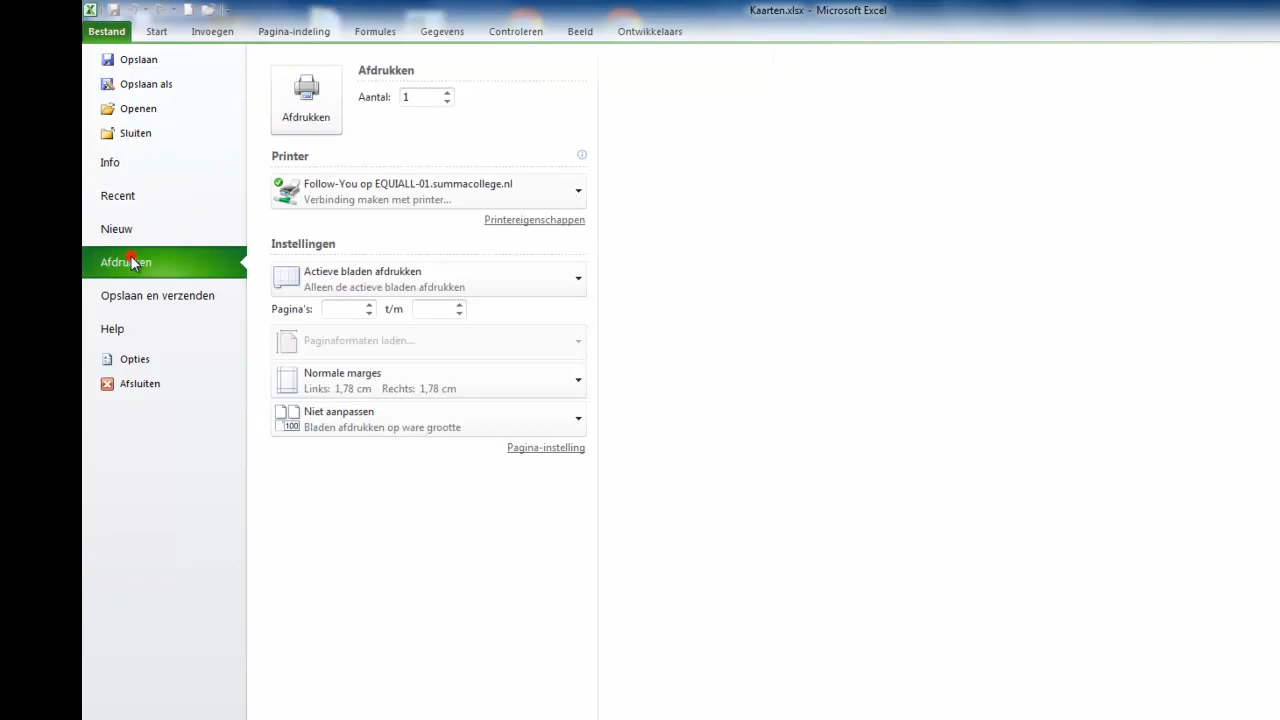 Kaarten.xlsx - Microsoft Excel
Bestand Start Invoegen Pagina-indeling Formules Gegevens Controleren Beeld Ontwikkelaars
Opslaan
Opslaan als
Openen
Sluiten
Info
Recent
Nieuw
Afdrukken
Opslaan en verzenden
Help
Opties
Afsluiten
Afdrukken
Afdrukken
Aantal: 1
Printer
Follow-You op EQUIALL-01.summacollege.nl
Verbinding maken met printer...
Printereigenschappen
Instellingen
Actieve bladen afdrukken
Alleen de actieve bladen afdrukken
Pagina's: t/m
Paginaformaten laden...
Normale marges
Links: 1,78 cm Rechts: 1,78 cm
100
Niet aanpassen
Bladen afdrukken op ware grootte
Pagina-instelling